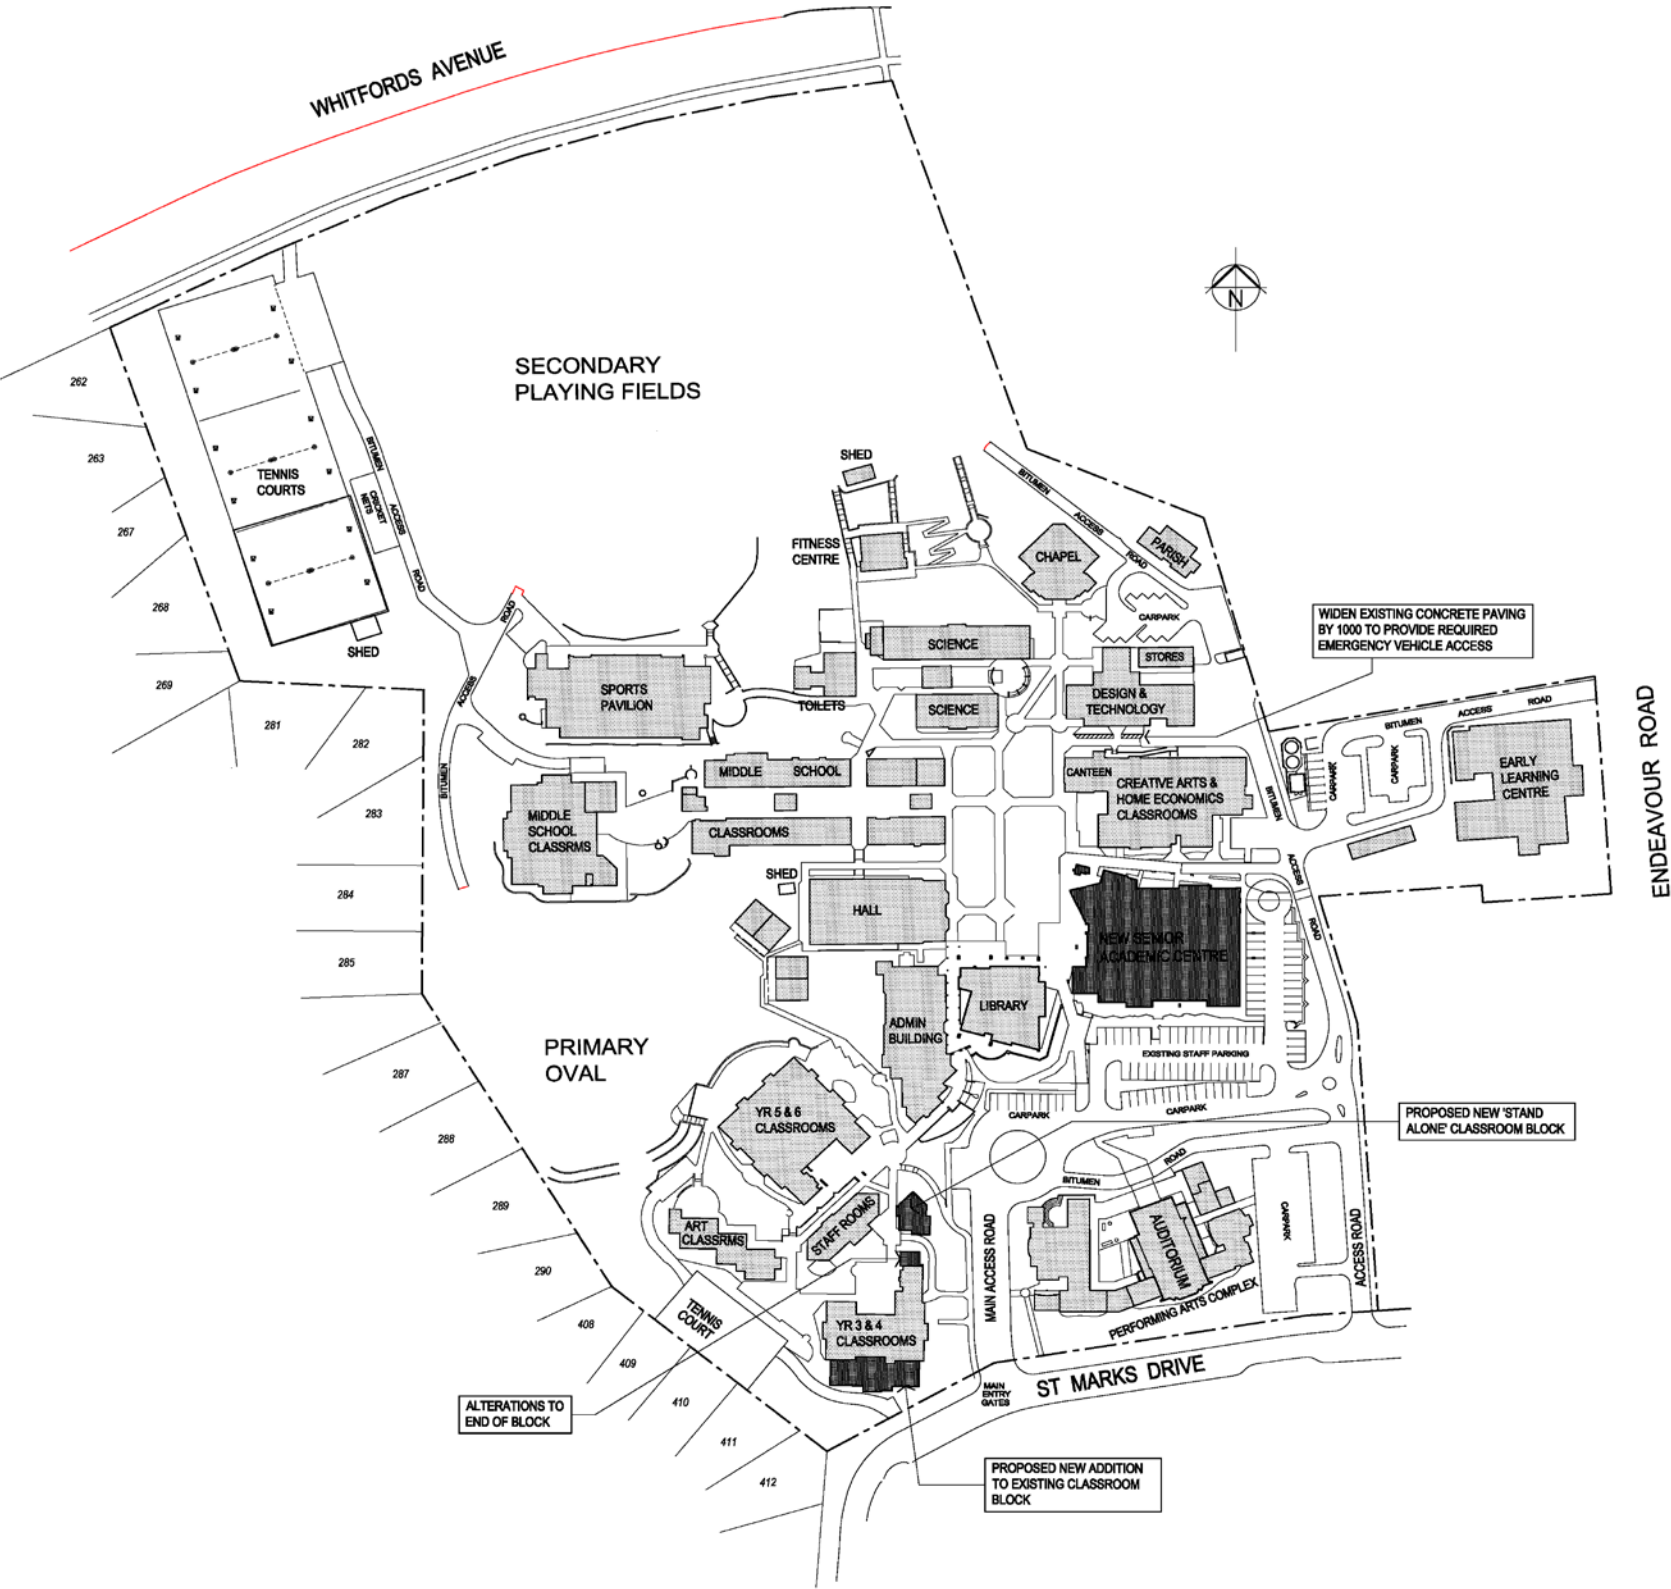 WHITFORDS AVENUE
N
SECONDARY
PLAYING FIELDS
262
263
267
268
269
281
282
283
284
285
287
288
289
290
408
409
410
411
412
TENNIS
COURTS
CRICKET
NETS
BITUMEN
ACCESS
ROAD
SHED
ROAD
ACCESS
BITUMEN
SHED
FITNESS
CENTRE
BITUMEN
ACCESS
ROAD
CHAPEL
PARISH
CARPARK
WIDEN EXISTING CONCRETE PAVING
BY 1000 TO PROVIDE REQUIRED
EMERGENCY VEHICLE ACCESS
SCIENCE
STORES
SPORTS
PAVILION
TOILETS
SCIENCE
DESIGN &
TECHNOLOGY
BITUMEN
ACCESS
ROAD
ENDEAVOUR ROAD
MIDDLE SCHOOL
CANTEEN
CREATIVE ARTS &
HOME ECONOMICS
CLASSROOMS
CARPARK
CARPARK
EARLY
LEARNING
CENTRE
MIDDLE
SCHOOL
CLASSRMS
CLASSROOMS
BITUMEN
ACCESS
ROAD
SHED
HALL
NEW SENIOR
ACADEMIC CENTRE
LIBRARY
ADMIN
BUILDING
PRIMARY
OVAL
EXISTING STAFF PARKING
YR 5 & 6
CLASSROOMS
CARPARK
CARPARK
PROPOSED NEW 'STAND
ALONE' CLASSROOM BLOCK
BITUMEN
ROAD
ART
CLASSRMS
STAFF ROOMS
MAIN ACCESS ROAD
AUDITORIUM
CARPARK
ACCESS ROAD
TENNIS
COURT
YR 3 & 4
CLASSROOMS
PERFORMING ARTS COMPLEX
ST MARKS DRIVE
MAIN
ENTRY
GATES
ALTERATIONS TO
END OF BLOCK
PROPOSED NEW ADDITION
TO EXISTING CLASSROOM
BLOCK